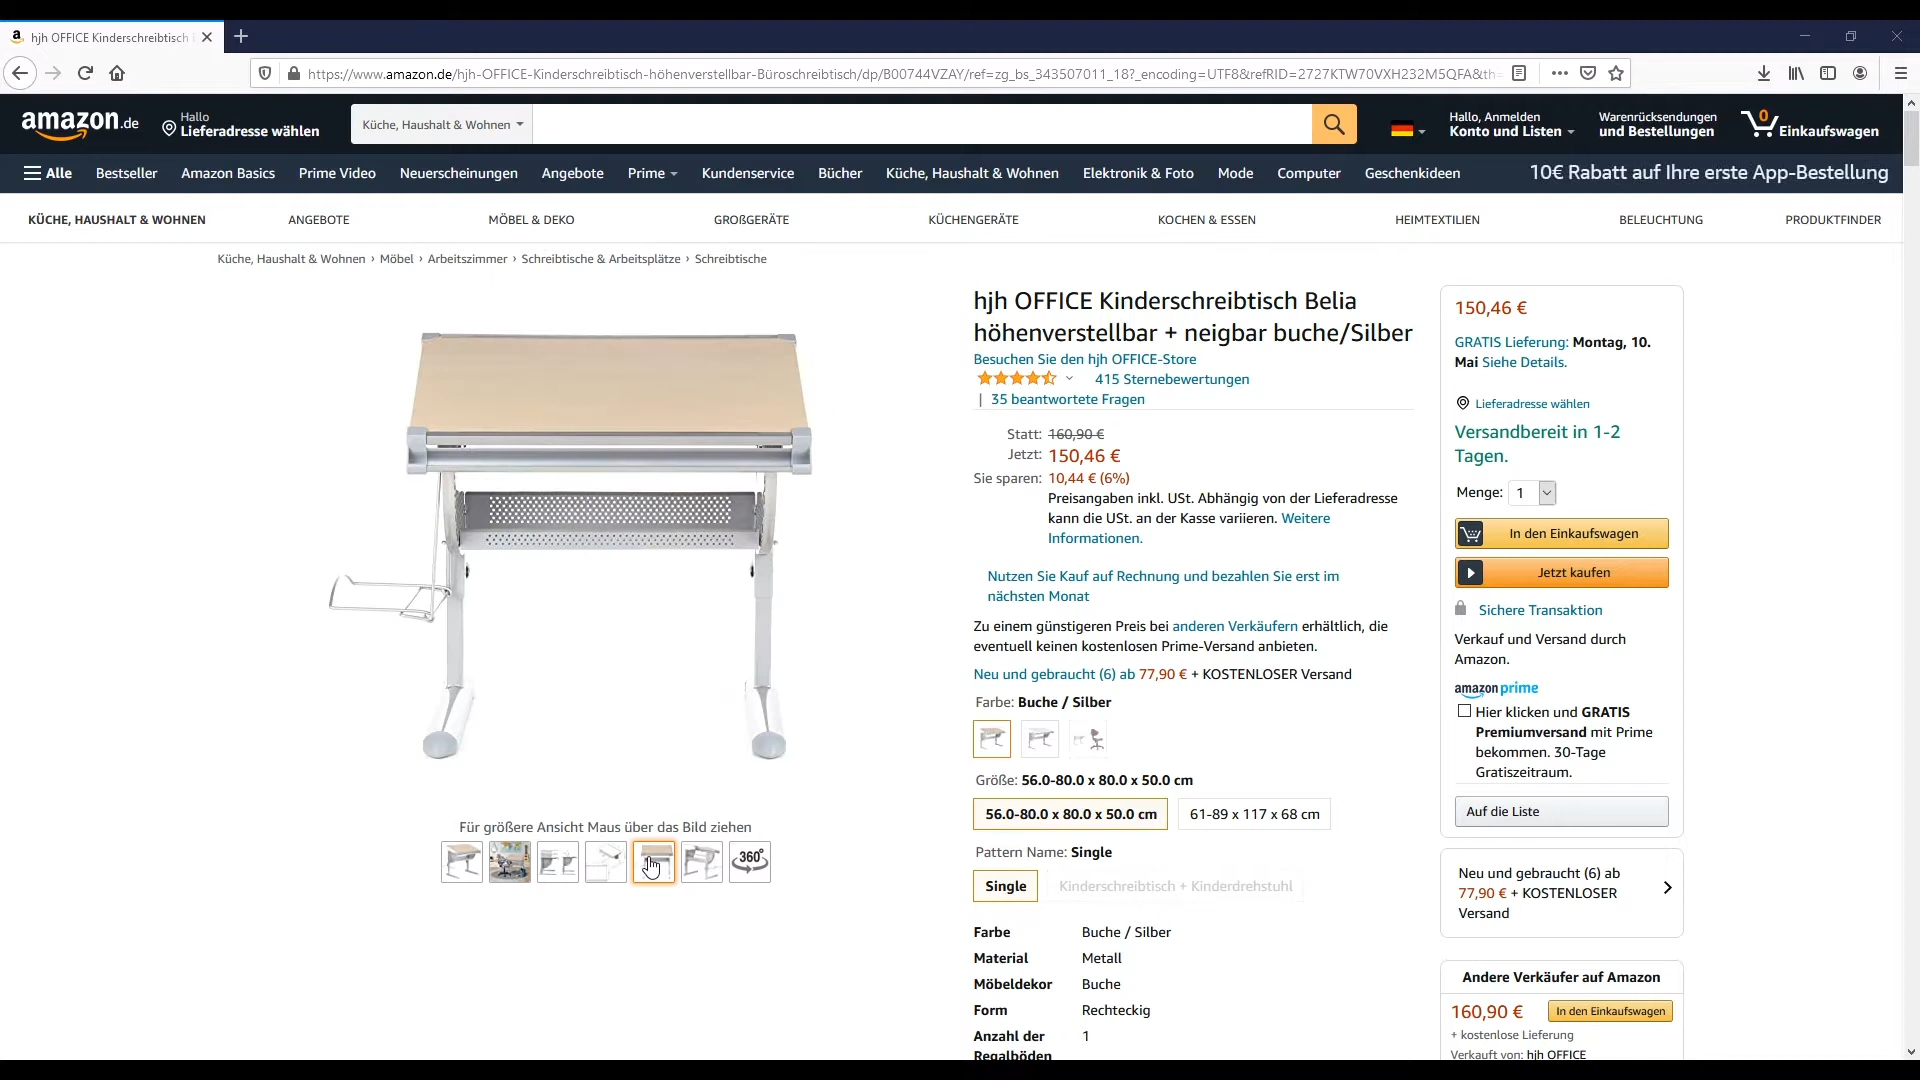 hjh OFFICE Kinderschreibtisch
https://www.amazon.de/hjh-OFFICE-Kinderschreibtisch-höhenverstellbar-Büroschreibtisch/dp/B00744VZAY/ref=zg_bs_343507011_18?_encoding=UTF8&refRID=2727KTW70VXH232M5QFA&th=
amazon.de
Hallo
Lieferadresse wählen
Küche, Haushalt & Wohnen
Hallo, Anmelden
Konto und Listen
Warenrücksendungen
und Bestellungen
0
Einkaufswagen
Alle
Bestseller
Amazon Basics
Prime Video
Neuerscheinungen
Angebote
Prime
Kundenservice
Bücher
Küche, Haushalt & Wohnen
Elektronik & Foto
Mode
Computer
Geschenkideen
10€ Rabatt auf Ihre erste App-Bestellung
KÜCHE, HAUSHALT & WOHNEN
ANGEBOTE
MÖBEL & DEKO
GROßGERÄTE
KÜCHENGERÄTE
KOCHEN & ESSEN
HEIMTEXTILIEN
BELEUCHTUNG
PRODUKTFINDER
Küche, Haushalt & Wohnen › Möbel › Arbeitszimmer › Schreibtische & Arbeitsplätze › Schreibtische
Für größere Ansicht Maus über das Bild ziehen
360°
hjh OFFICE Kinderschreibtisch Belia
höhenverstellbar + neigbar buche/Silber
Besuchen Sie den hjh OFFICE-Store
415 Sternebewertungen
| 35 beantwortete Fragen
Statt: 160,90 €
Jetzt: 150,46 €
Sie sparen: 10,44 € (6%)
Preisangaben inkl. USt. Abhängig von der Lieferadresse
kann die USt. an der Kasse variieren. Weitere
Informationen.
Nutzen Sie Kauf auf Rechnung und bezahlen Sie erst im
nächsten Monat
Zu einem günstigeren Preis bei anderen Verkäufern erhältlich, die
eventuell keinen kostenlosen Prime-Versand anbieten.
Neu und gebraucht (6) ab 77,90 € + KOSTENLOSER Versand
Farbe: Buche / Silber
Größe: 56.0-80.0 x 80.0 x 50.0 cm
56.0-80.0 x 80.0 x 50.0 cm
61-89 x 117 x 68 cm
Pattern Name: Single
Single
Kinderschreibtisch + Kinderdrehstuhl
Farbe Buche / Silber
Material Metall
Möbeldekor Buche
Form Rechteckig
Anzahl der 1
Regalböden
150,46 €
GRATIS Lieferung: Montag, 10.
Mai Siehe Details.
Lieferadresse wählen
Versandbereit in 1-2
Tagen.
Menge: 1
In den Einkaufswagen
Jetzt kaufen
Sichere Transaktion
Verkauf und Versand durch
Amazon.
amazon prime
Hier klicken und GRATIS
Premiumversand mit Prime
bekommen. 30-Tage
Gratiszeitraum.
Auf die Liste
Neu und gebraucht (6) ab
77,90 € + KOSTENLOSER
Versand
Andere Verkäufer auf Amazon
160,90 €
In den Einkaufswagen
+ kostenlose Lieferung
Verkauft von: hjh OFFICE